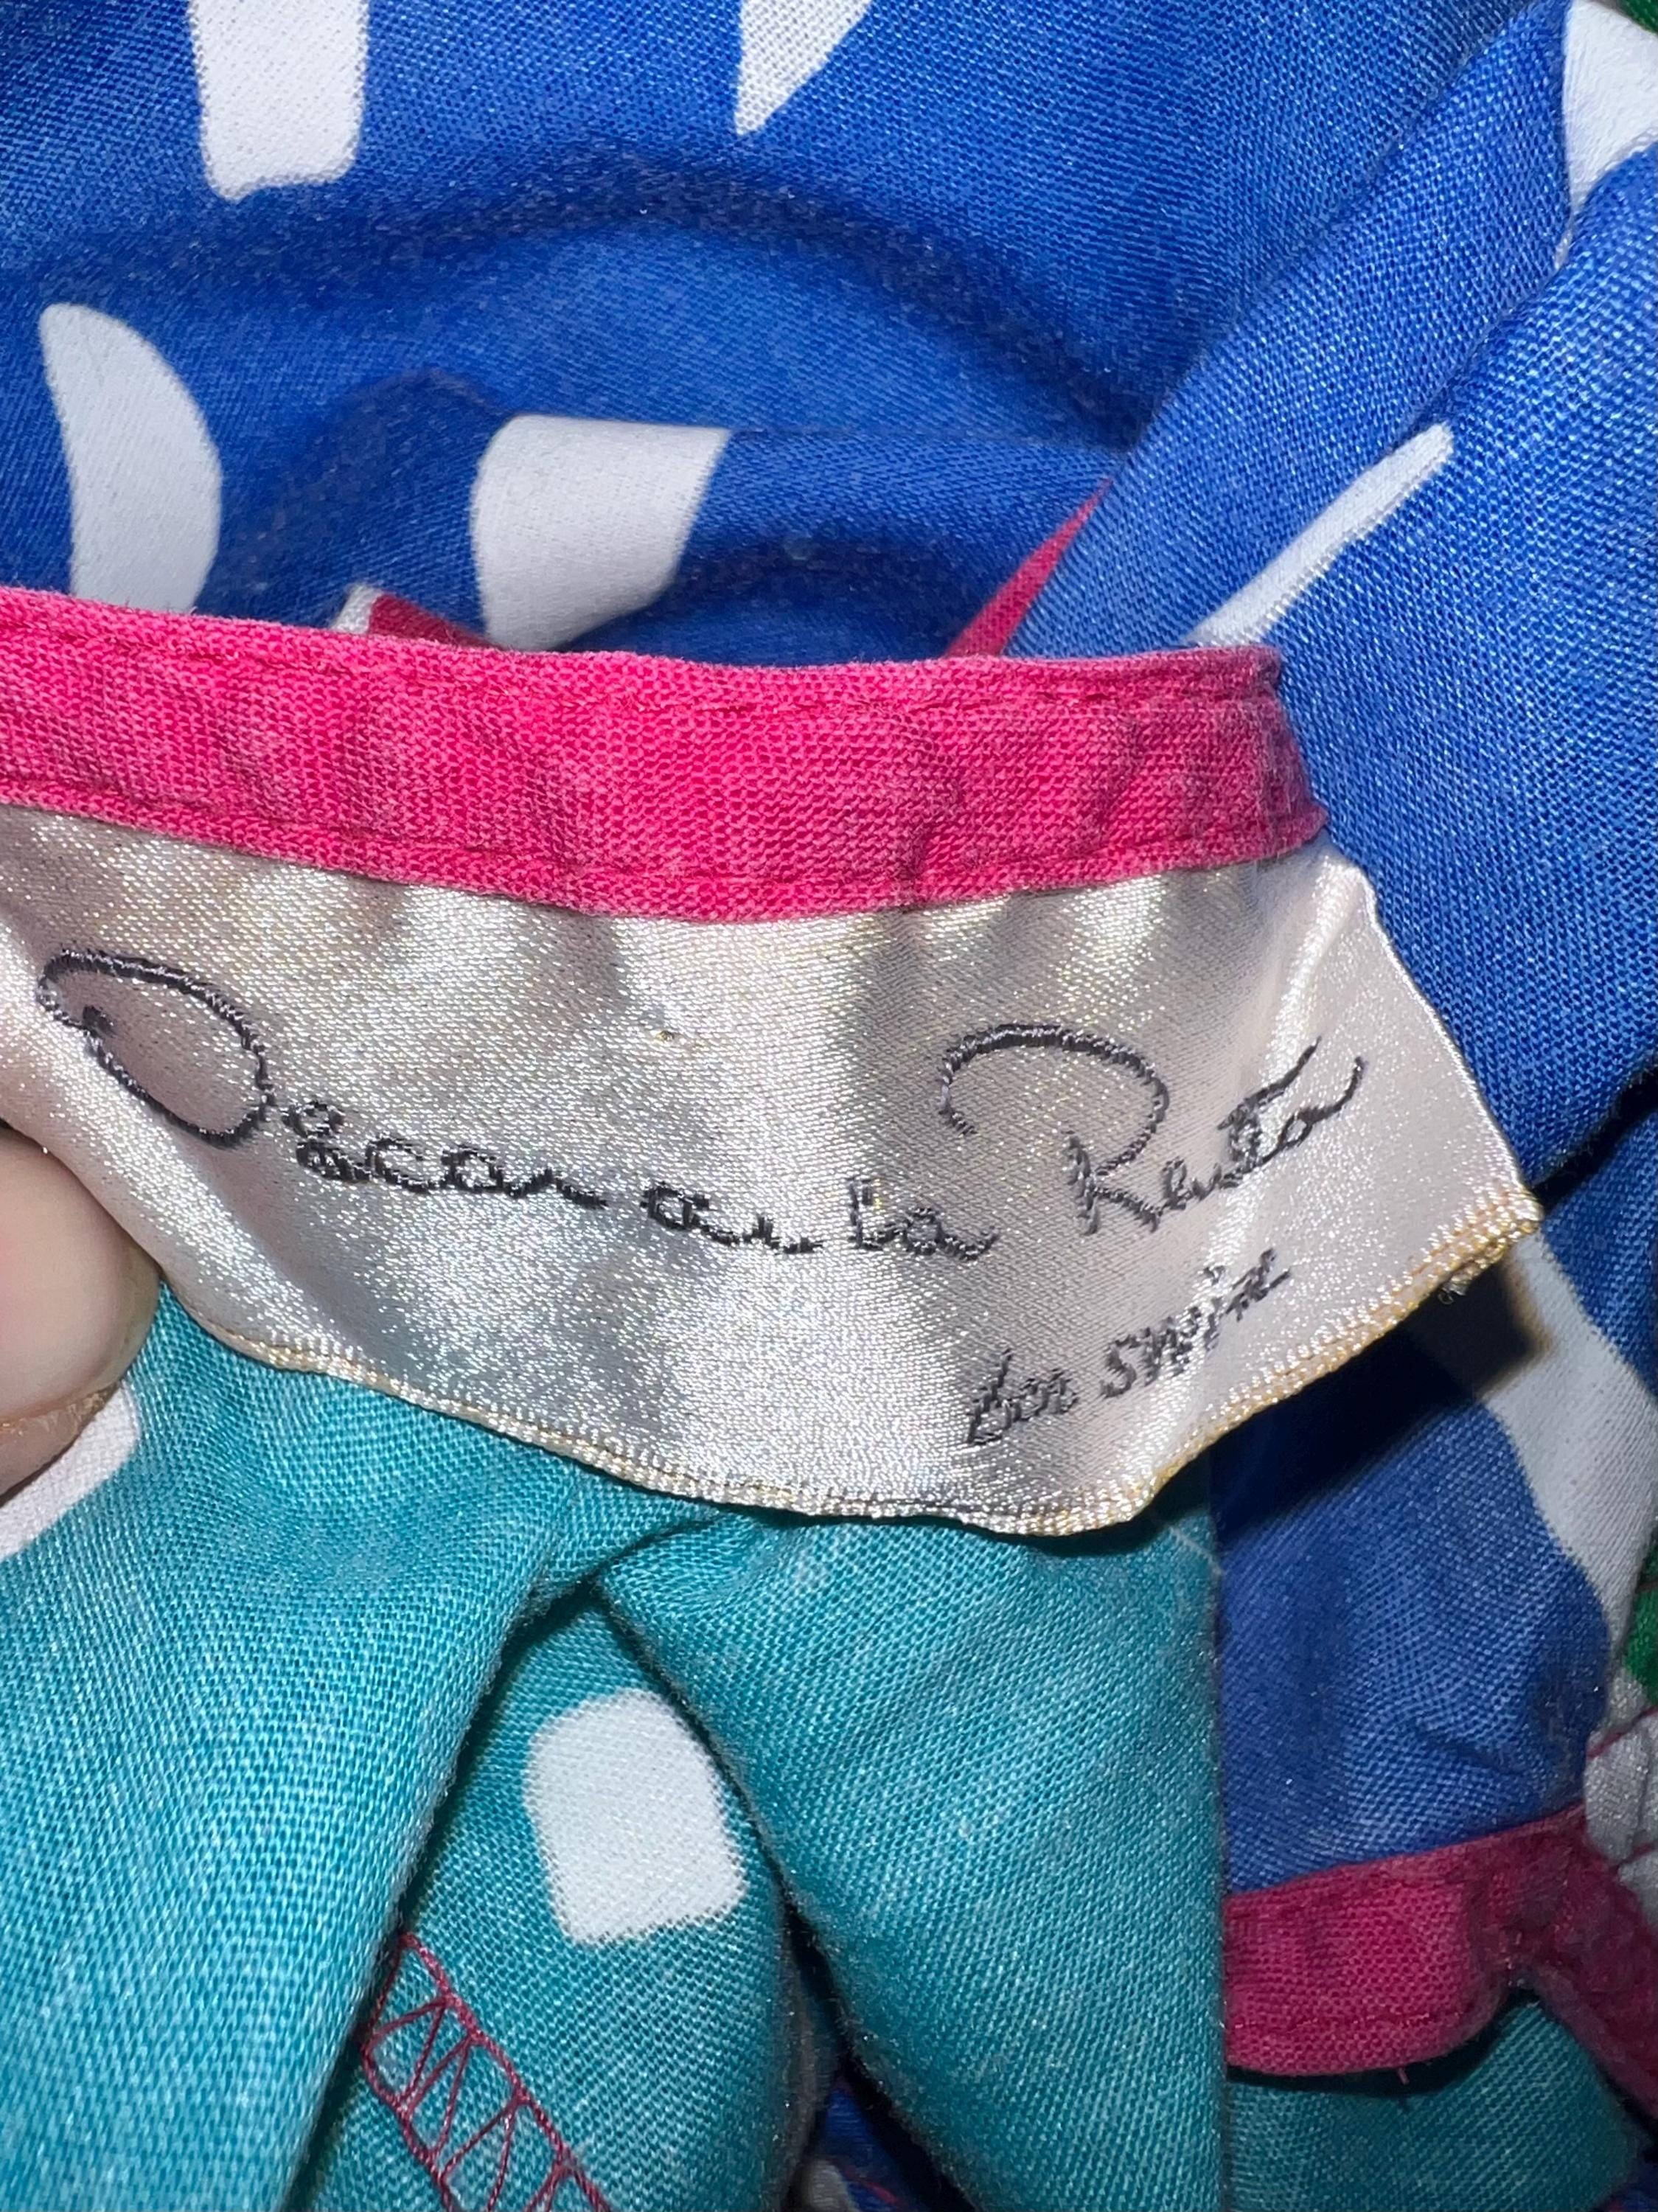 Oscar de la Renta
for swirl